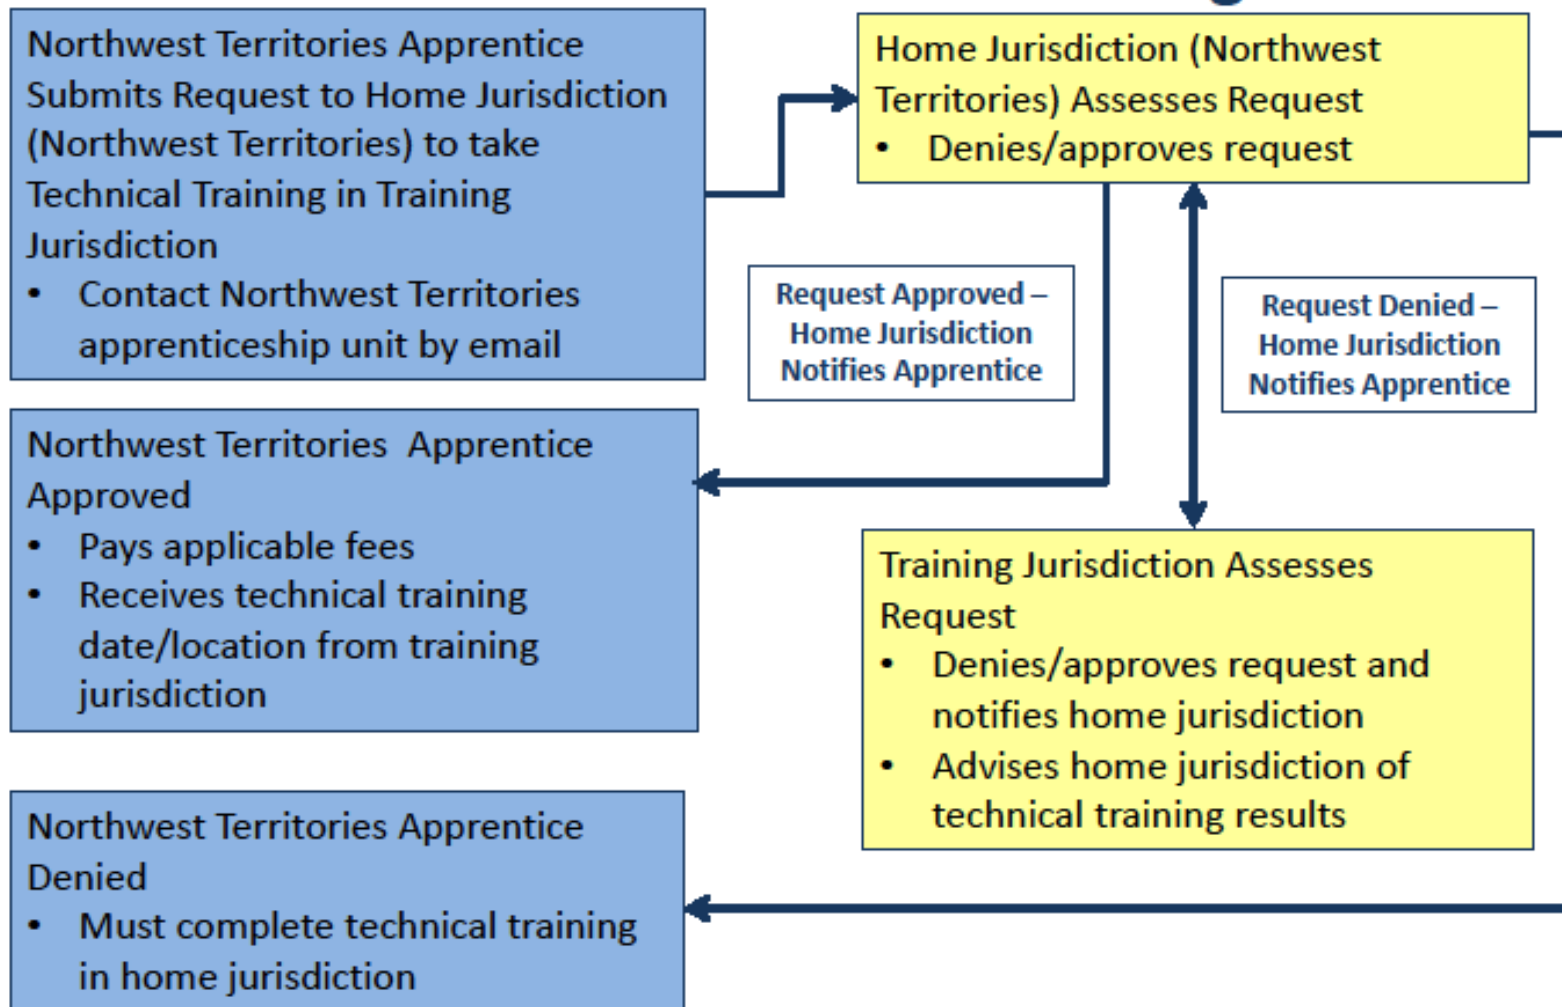 Northwest Territories Apprentice
Submits Request to Home Jurisdiction
(Northwest Territories) to take
Technical Training in Training
Jurisdiction
• Contact Northwest Territories
apprenticeship unit by email
Home Jurisdiction (Northwest
Territories) Assesses Request
• Denies/approves request
Request Approved –
Home Jurisdiction
Notifies Apprentice
Request Denied –
Home Jurisdiction
Notifies Apprentice
Northwest Territories Apprentice
Approved
• Pays applicable fees
• Receives technical training
date/location from training
jurisdiction
Training Jurisdiction Assesses
Request
• Denies/approves request and
notifies home jurisdiction
• Advises home jurisdiction of
technical training results
Northwest Territories Apprentice
Denied
• Must complete technical training
in home jurisdiction